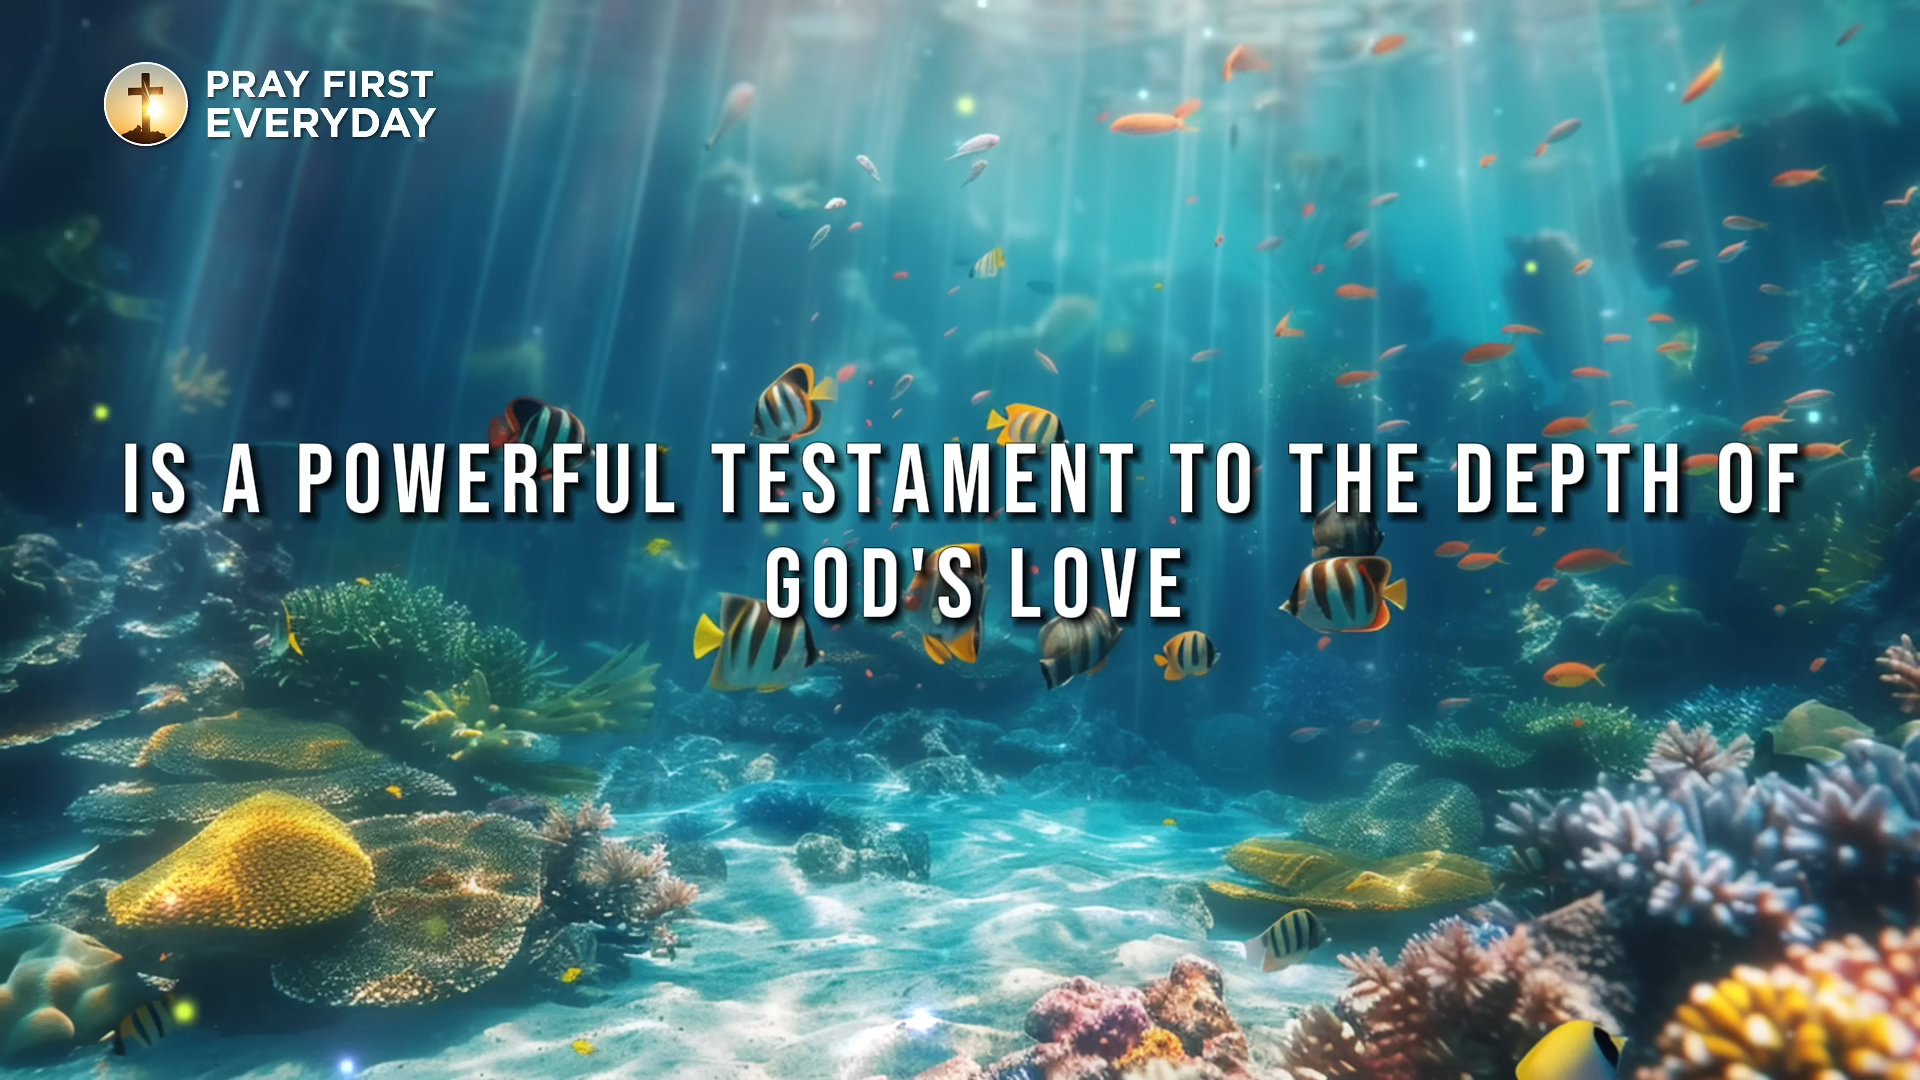 PRAY FIRST
EVERYDAY
IS A POWERFUL TESTAMENT TO THE DEPTH OF
GOD'S LOVE